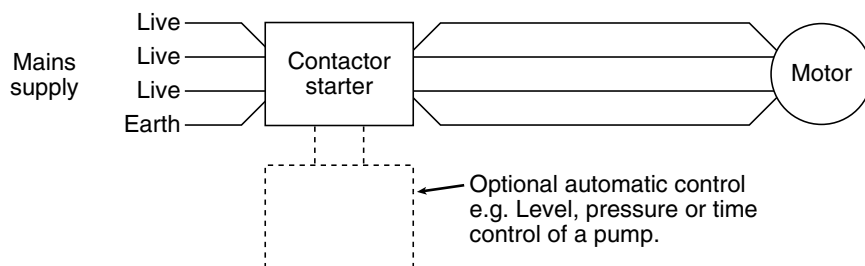 Live
Mains
supply
Live
Live
Earth
Contactor
starter
Motor
Optional automatic control
e.g. Level, pressure or time
control of a pump.